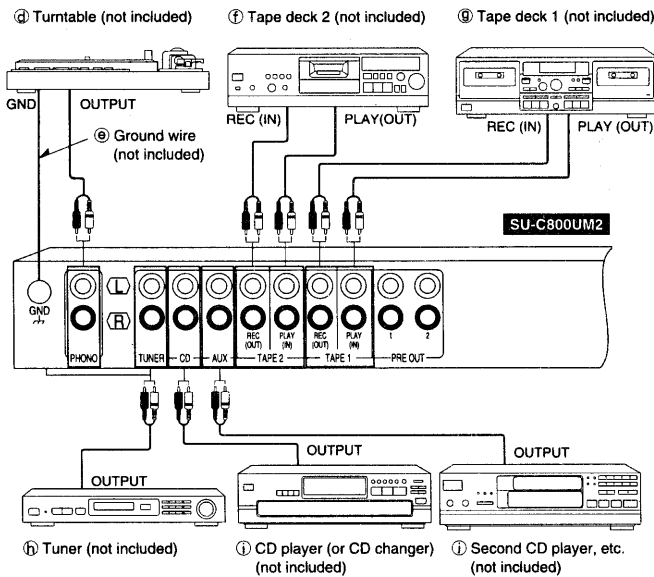 ⓓ Turntable (not included)
ⓕ Tape deck 2 (not included)
ⓖ Tape deck 1 (not included)
GND
OUTPUT
REC (IN)
PLAY(OUT)
REC (IN)
PLAY (OUT)
ⓔ Ground wire
(not included)
SU-C800UM2
GND
L
R
PHONO
TUNER
CD
AUX
REC
(OUT)
PLAY
(IN)
TAPE 2
REC
(OUT)
PLAY
(IN)
TAPE 1
1
2
PRE OUT
OUTPUT
OUTPUT
OUTPUT
ⓗ Tuner (not included)
ⓘ CD player (or CD changer)
(not included)
ⓙ Second CD player, etc.
(not included)